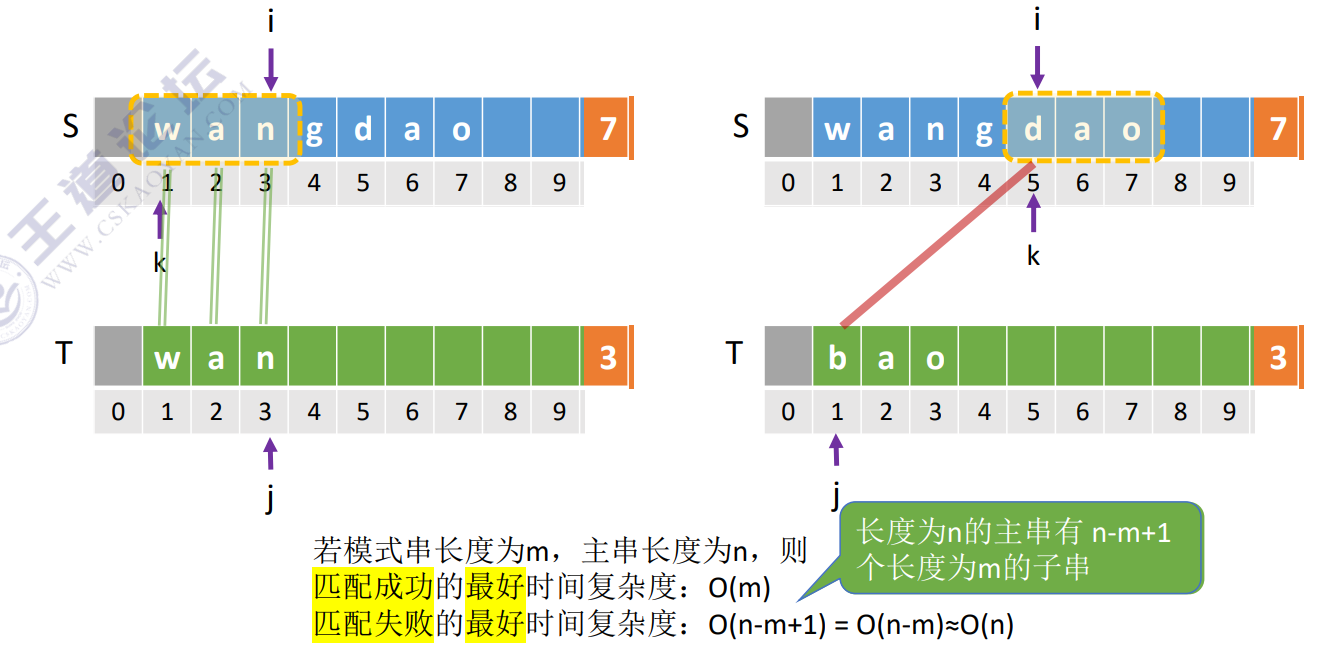 i
S w a n g d a o 7
0 1 2 3 4 5 6 7 8 9
k
T w a n 3
0 1 2 3 4 5 6 7 8 9
j
i
S w a n g d a o 7
0 1 2 3 4 5 6 7 8 9
k
T b a o 3
0 1 2 3 4 5 6 7 8 9
j
长度为n的主串有 n-m+1
个长度为m的子串
若模式串长度为m，主串长度为n，则
匹配成功的最好时间复杂度：O(m)
匹配失败的最好时间复杂度：O(n-m+1) = O(n-m)≈O(n)
王道论坛
WWW.CSKAOYAN.COM